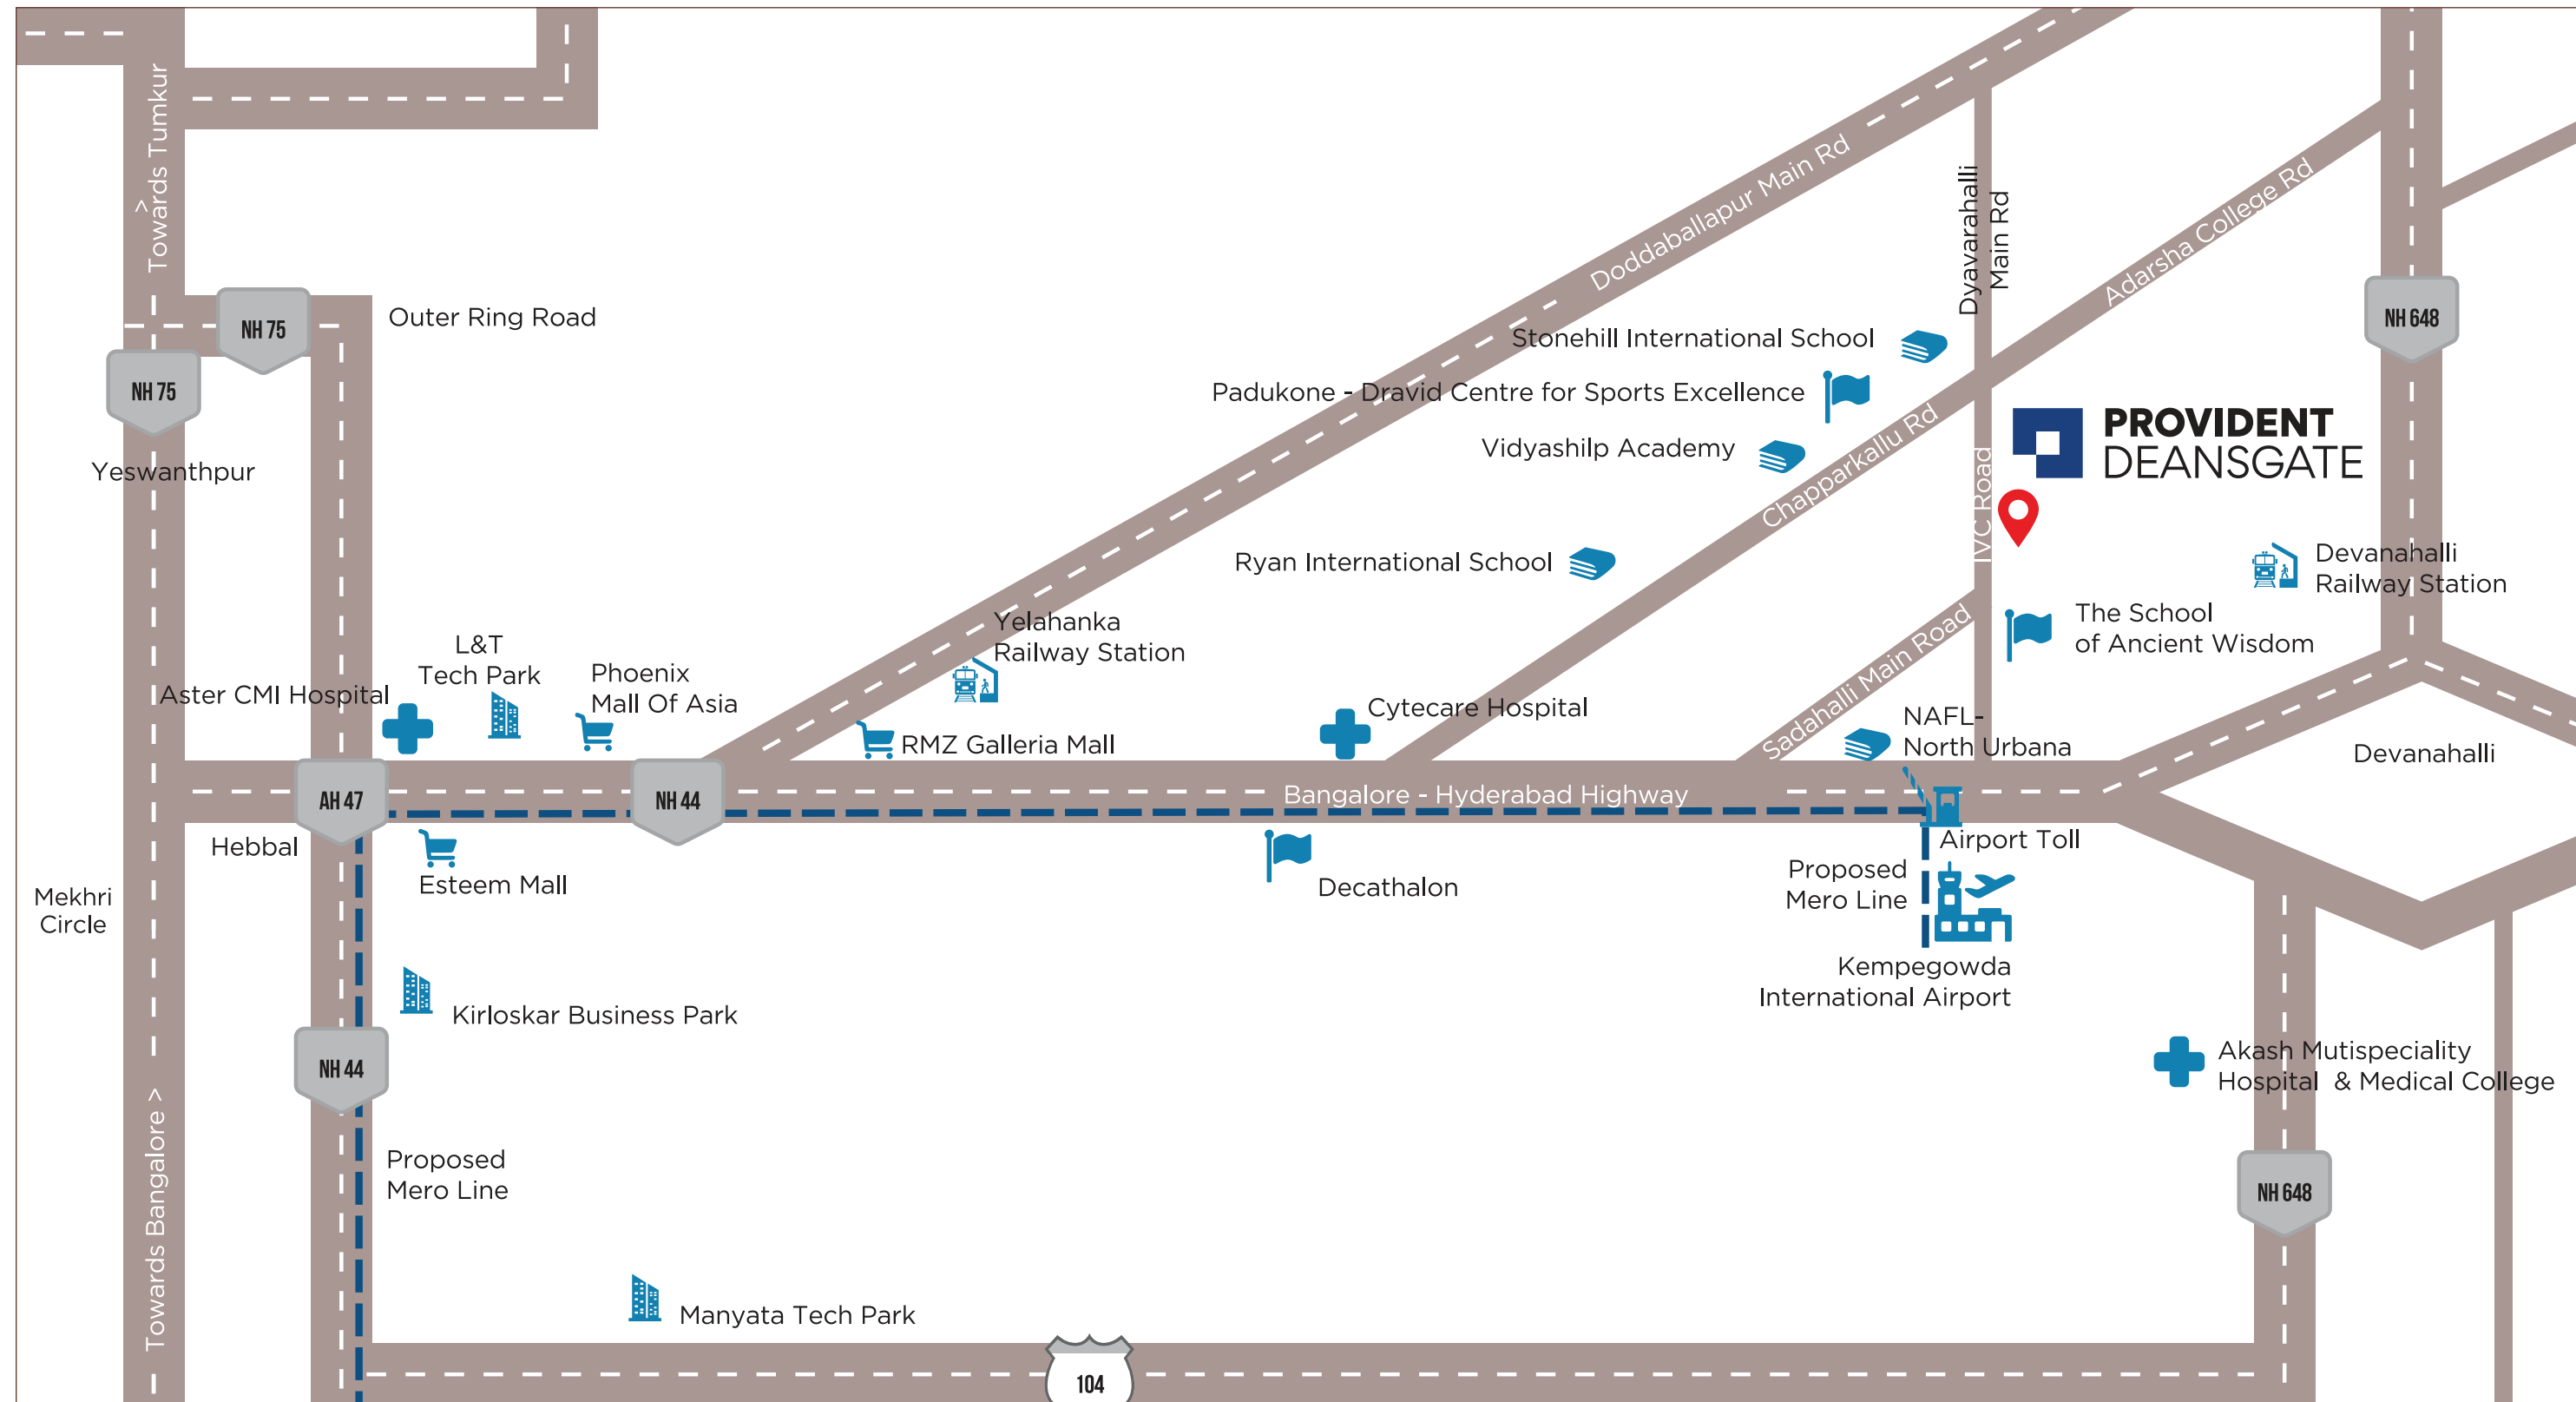 Towards Tumkur >
NH 75
Outer Ring Road
NH 75
Yeswanthpur
Doddaballapur Main Rd
Dyavarahalli
Main Rd
Adarsha College Rd
NH 648
Stonehill International School
Padukone - Dravid Centre for Sports Excellence
Vidyashilp Academy
Chapparkallu Rd
IVC Road
PROVIDENT
DEANSGATE
Ryan International School
Devanahalli
Railway Station
The School
of Ancient Wisdom
Sadahalli Main Road
Yelahanka
Railway Station
L&T
Tech Park
Phoenix
Mall Of Asia
Aster CMI Hospital
RMZ Galleria Mall
Cytecare Hospital
NAFL-
North Urbana
Devanahalli
AH 47
NH 44
Bangalore - Hyderabad Highway
Hebbal
Esteem Mall
Decathalon
Airport Toll
Proposed
Mero Line
Mekhri
Circle
Kempegowda
International Airport
Kirloskar Business Park
NH 44
Akash Mutispeciality
Hospital & Medical College
Towards Bangalore >
Proposed
Mero Line
NH 648
Manyata Tech Park
104